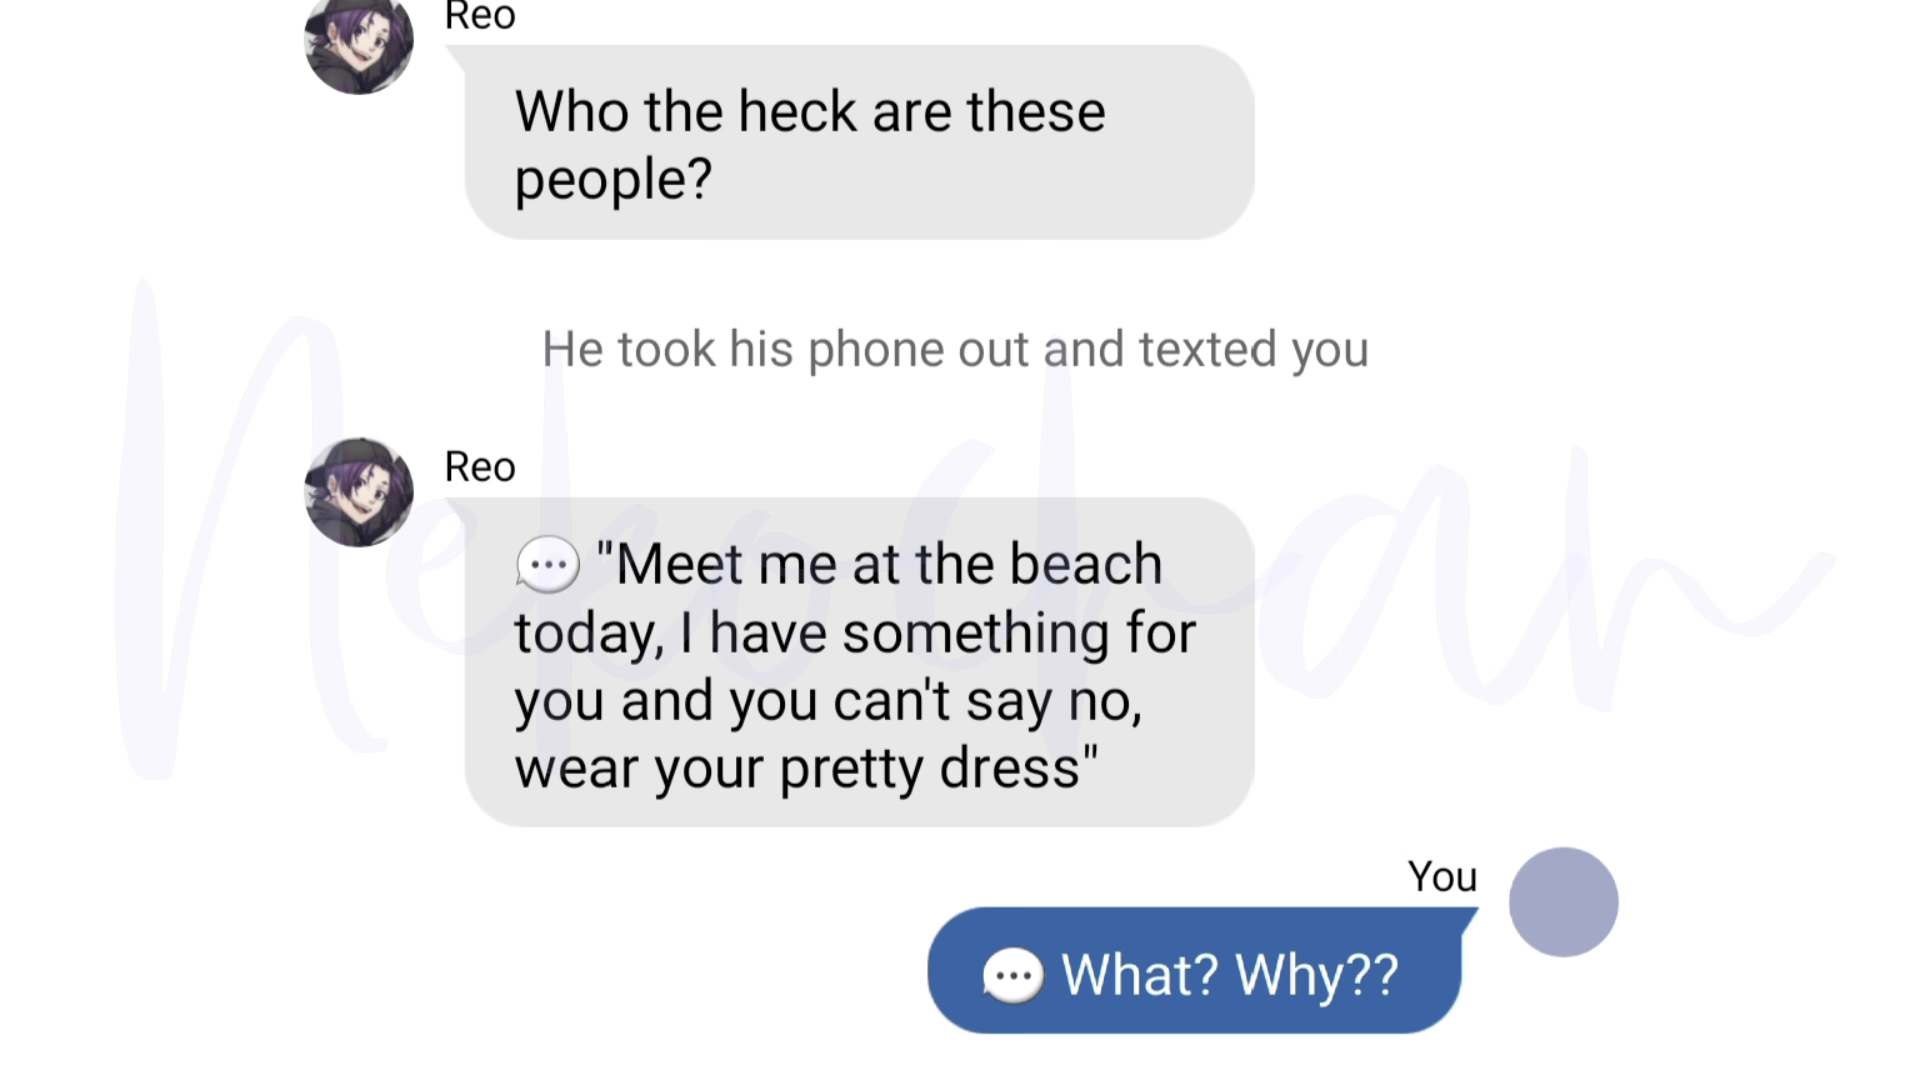 Reo
Who the heck are these
people?
He took his phone out and texted you
Reo
💬 "Meet me at the beach
today, I have something for
you and you can't say no,
wear your pretty dress"
You
💬 What? Why??
Nekochan